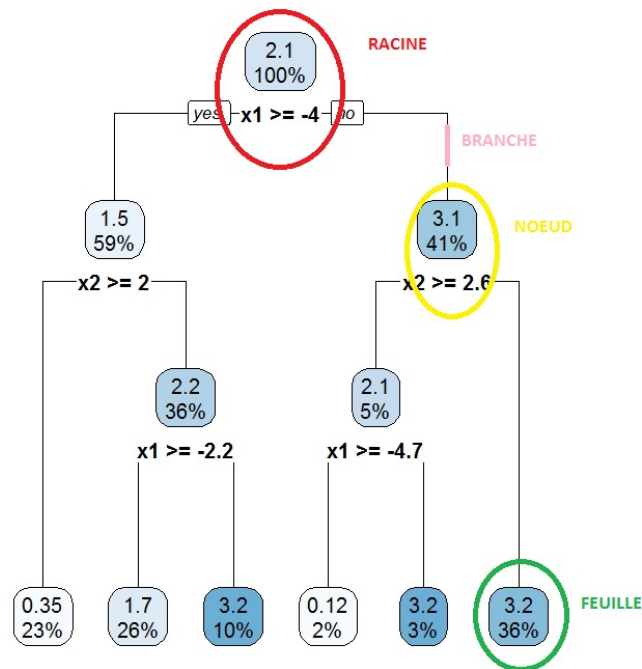 2.1
100%
RACINE
yes x1 >= -4 no
BRANCHE
1.5
59%
3.1
41%
NOEUD
x2 >= 2
x2 >= 2.6
2.2
36%
2.1
5%
x1 >= -2.2
x1 >= -4.7
0.35
23%
1.7
26%
3.2
10%
0.12
2%
3.2
3%
3.2
36%
FEUILLE